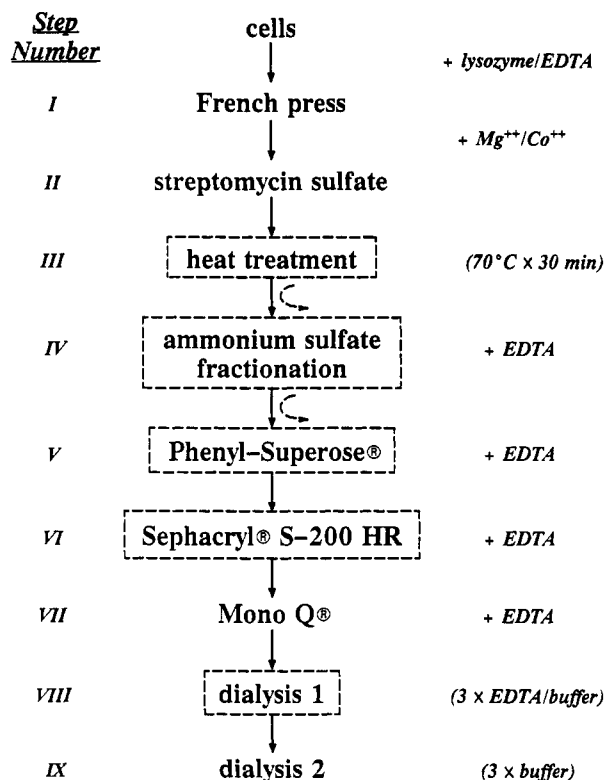 Step
Number
cells
+ lysozyme/EDTA
I
French press
+ Mg++/Co++
II
streptomycin sulfate
III
heat treatment
(70°C × 30 min)
IV
ammonium sulfate
fractionation
+ EDTA
V
Phenyl–Superose®
+ EDTA
VI
Sephacryl® S–200 HR
+ EDTA
VII
Mono Q®
+ EDTA
VIII
dialysis 1
(3 × EDTA/buffer)
IX
dialysis 2
(3 × buffer)